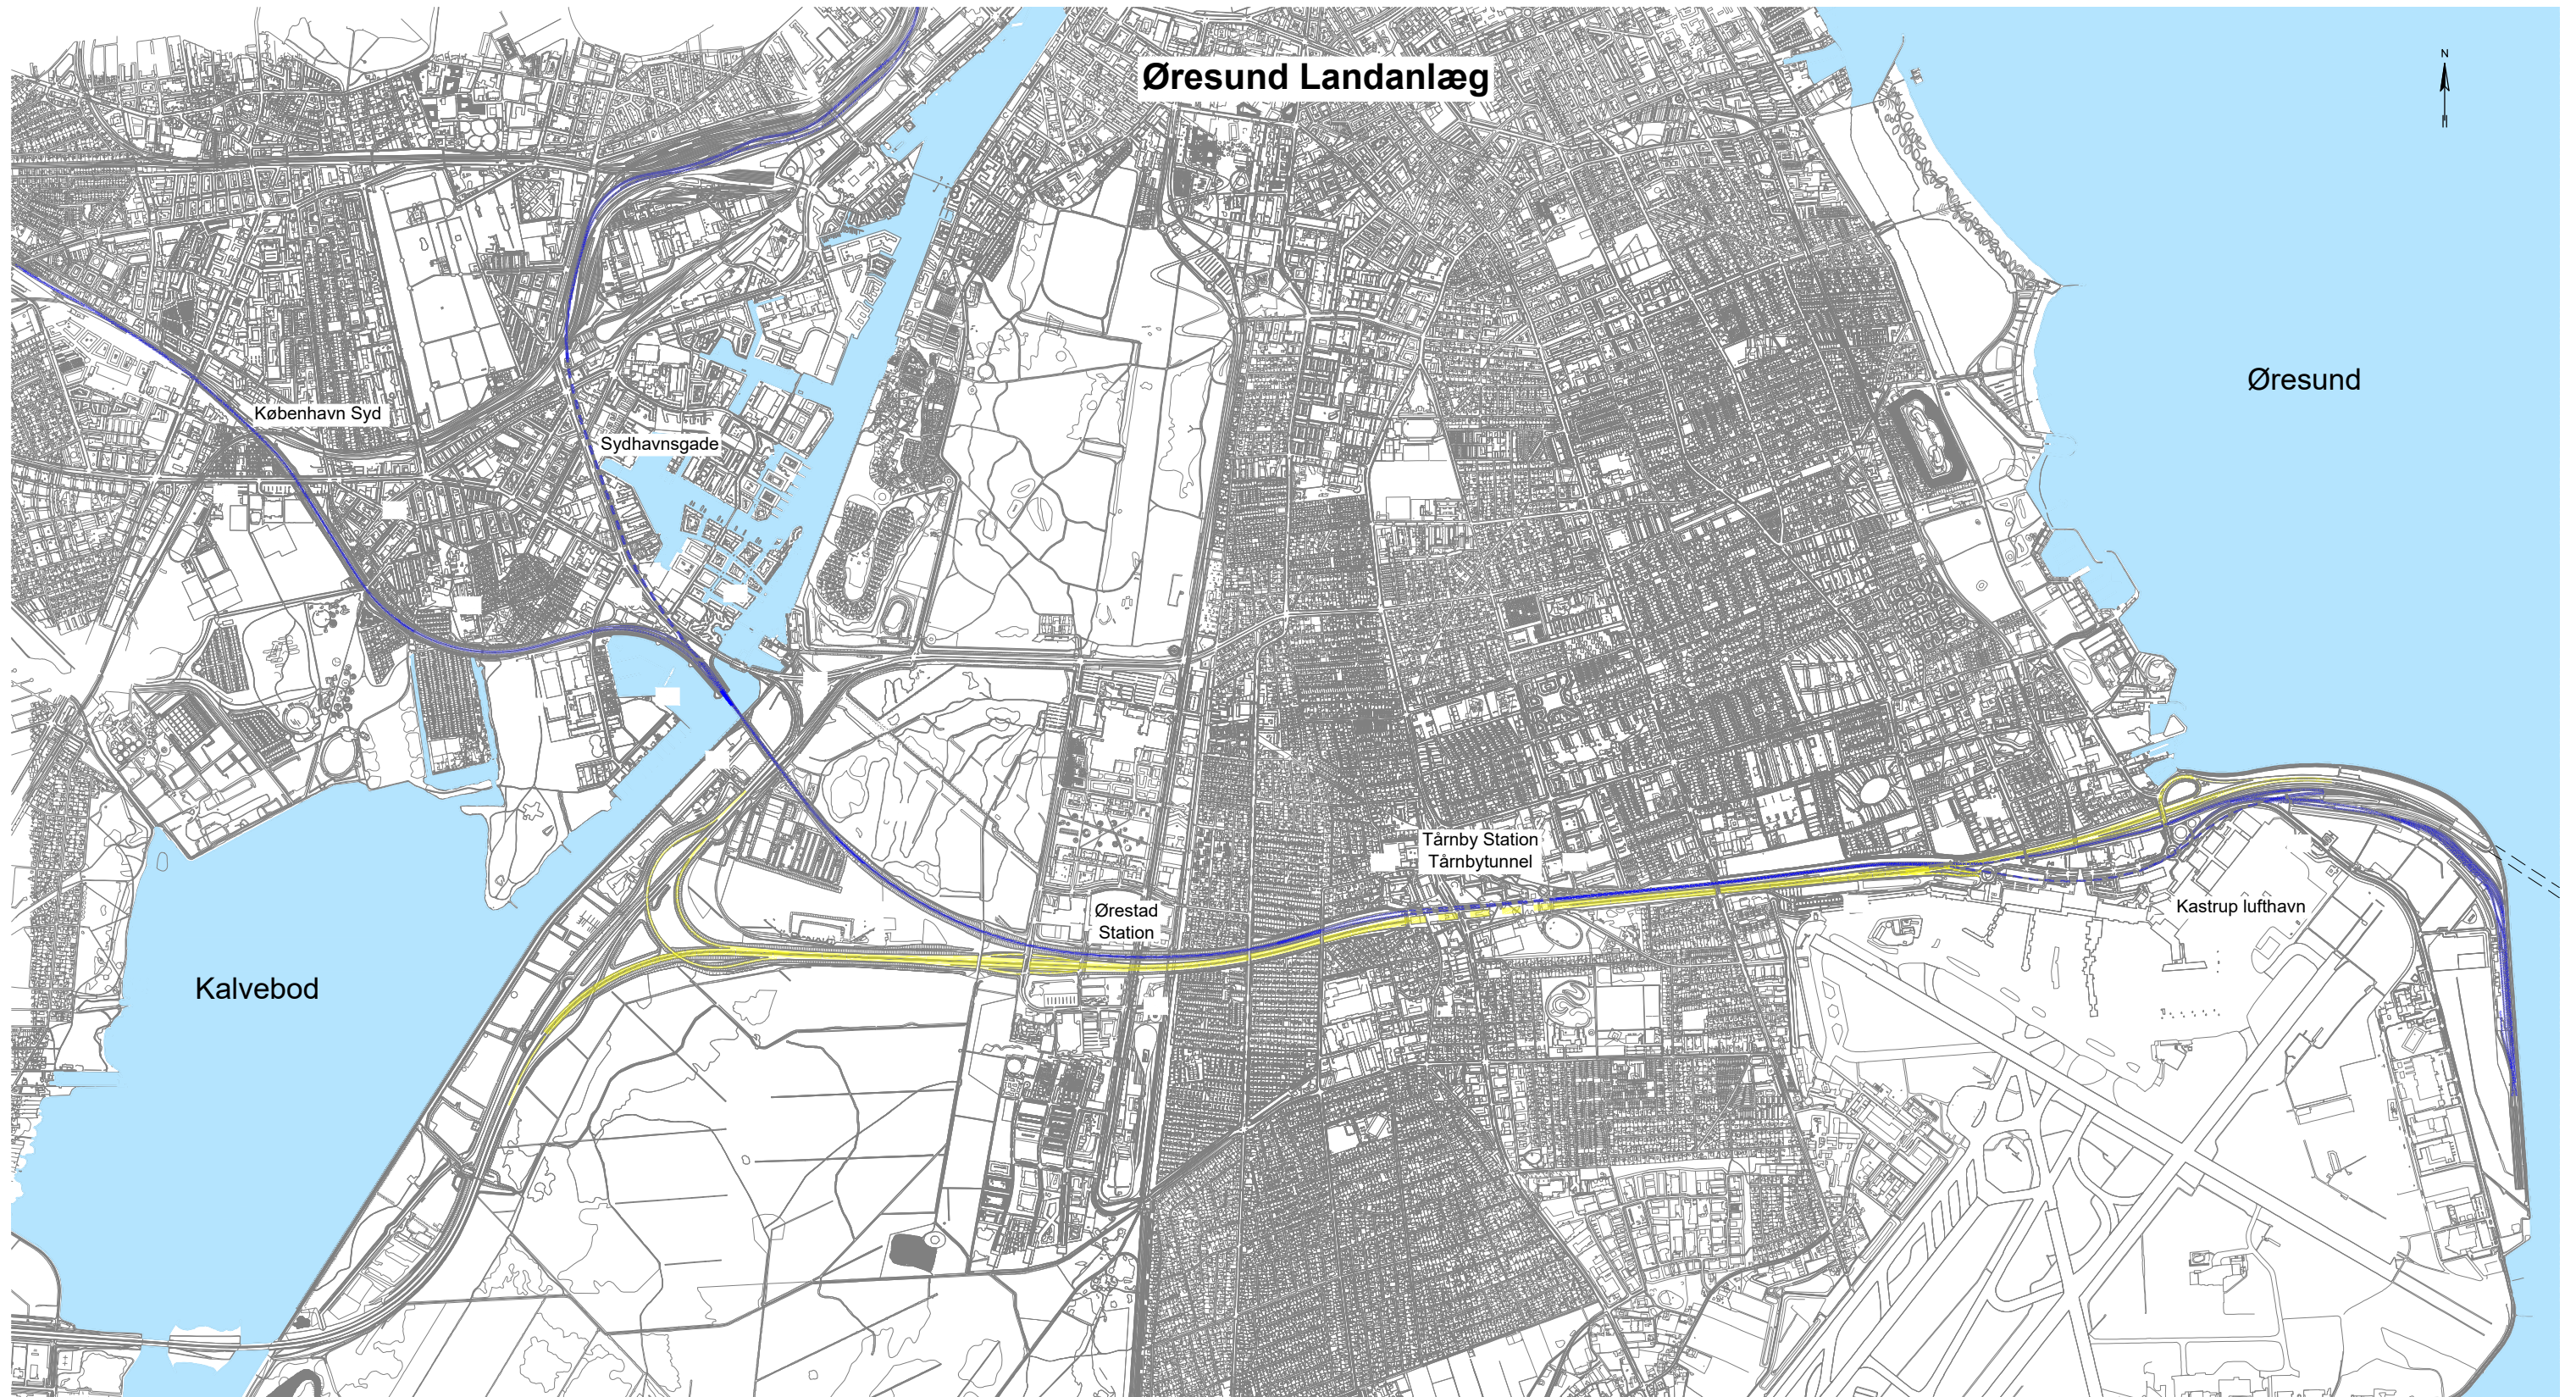 Øresund Landanlæg
N
Øresund
København Syd
Sydhavnsgade
Tårnby Station
Tårnbytunnel
Ørestad
Station
Kastrup lufthavn
Kalvebod